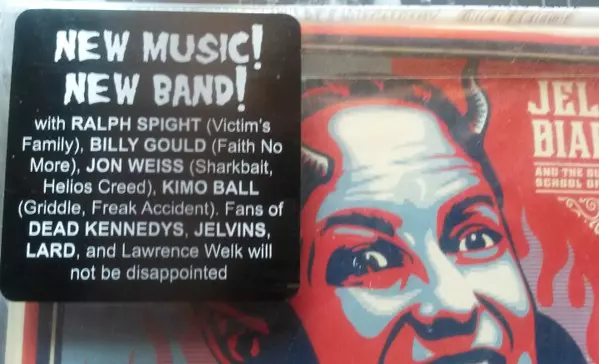 NEW MUSIC!
NEW BAND!
with RALPH SPIGHT (Victim's
Family), BILLY GOULD (Faith No
More), JON WEISS (Sharkbait,
Helios Creed), KIMO BALL
(Griddle, Freak Accident). Fans of
DEAD KENNEDYS, JELVINS,
LARD, and Lawrence Welk will
not be disappointed
JEL
BIA
AND THE
SCHOOL O